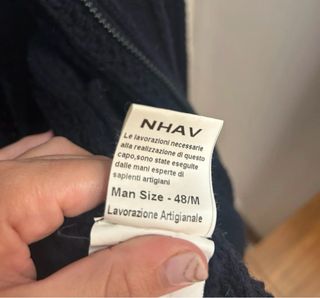 NHAV
Le lavorazioni necessarie
alla realizzazione di questo
capo,sono state eseguite
dalle mani esperte di
sapienti artigiani
Man Size - 48/M
Lavorazione Artigianale